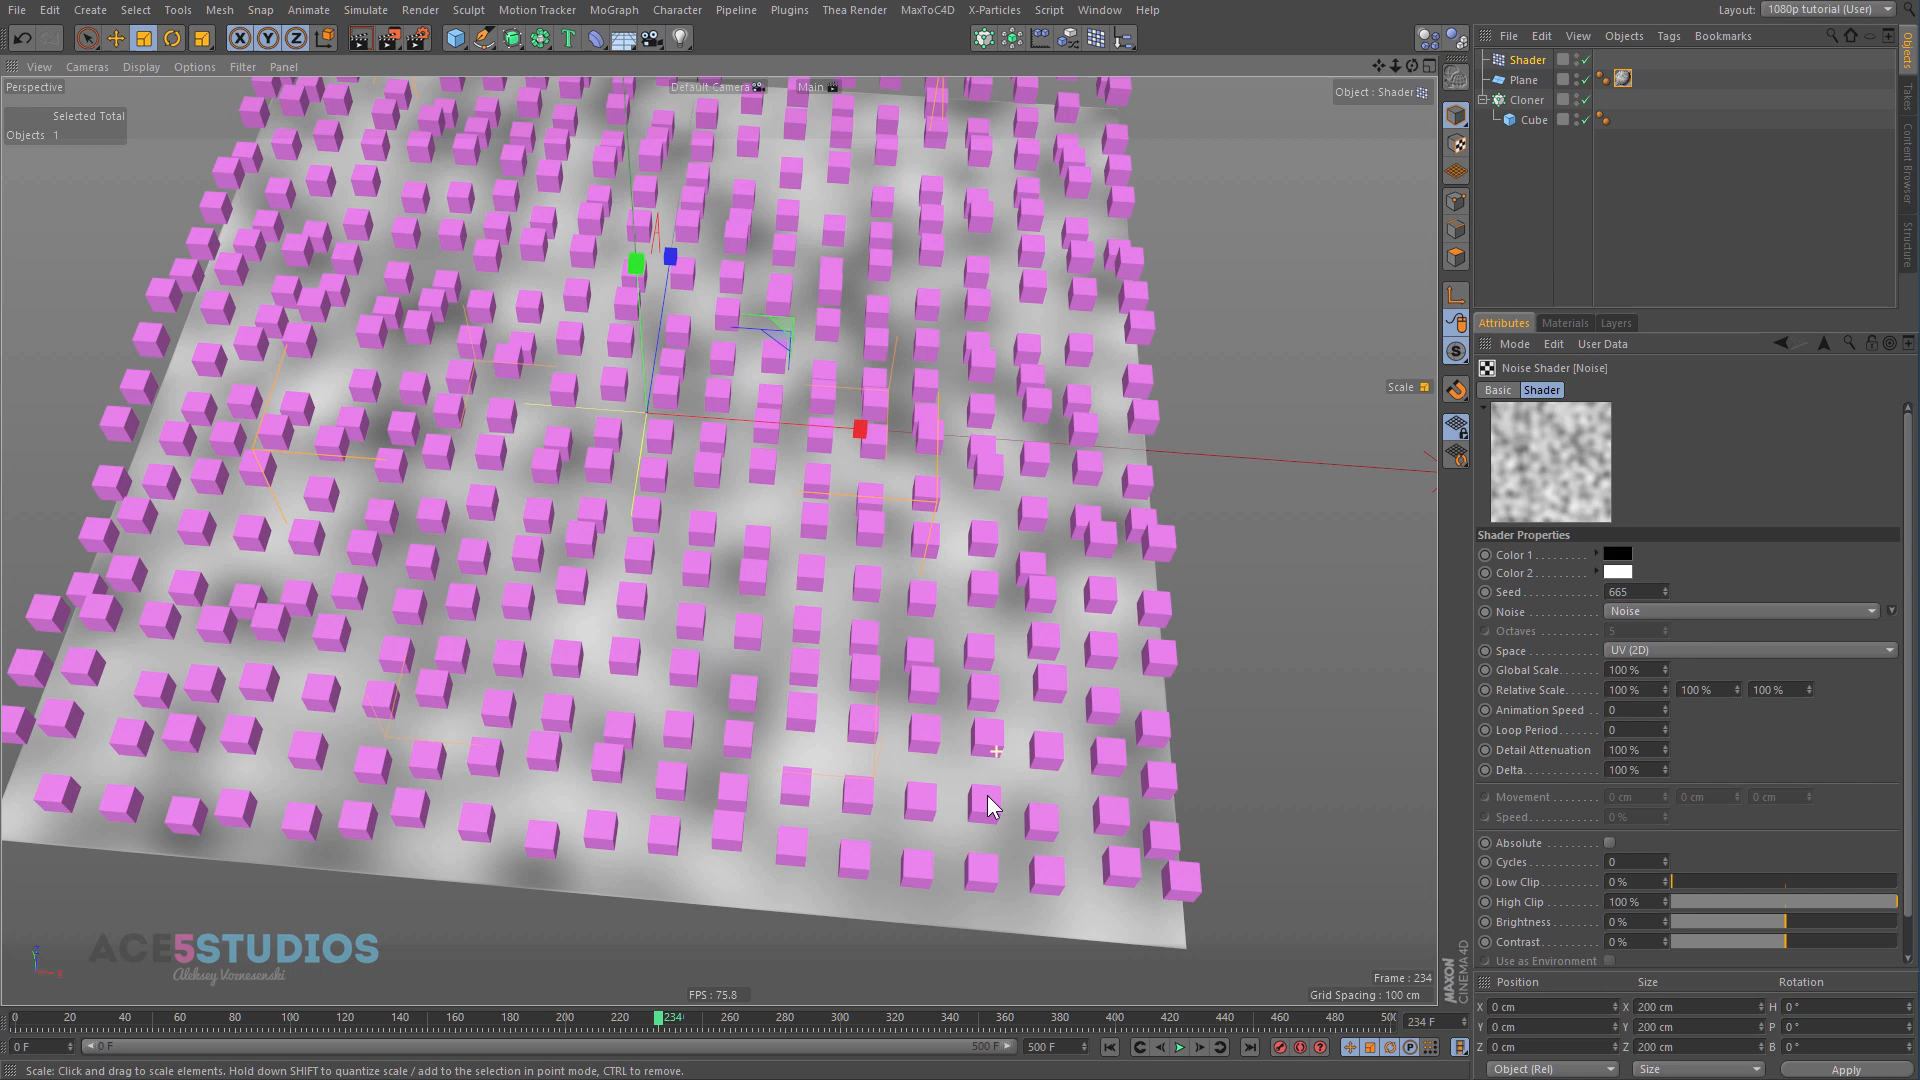 File Edit Create Select Tools Mesh Snap Animate Simulate Render Sculpt Motion Tracker MoGraph Character Pipeline Plugins Thea Render MaxToC4D X-Particles Script Window Help Layout: 1080p tutorial (User)
File Edit View Objects Tags Bookmarks
View Cameras Display Options Filter Panel
Perspective Default Camera Main Object : Shader
Selected Total
Objects 1
Shader
Plane
Cloner
Cube
Objects
Takes
Content Browser
Structure
Attributes Materials Layers
Mode Edit User Data
Noise Shader [Noise]
Basic Shader
Scale
Shader Properties
Color 1
Color 2
Seed 665
Noise Noise
Octaves 5
Space UV (2D)
Global Scale 100 %
Relative Scale 100 % 100 % 100 %
Animation Speed 0
Loop Period 0
Detail Attenuation 100 %
Delta 100 %
Movement 0 cm 0 cm 0 cm
Speed 0 %
Absolute
Cycles 0
Low Clip 0 %
High Clip 100 %
Brightness 0 %
Contrast 0 %
Use as Environment
ACE5STUDIOS
Aleksey Voznesenski
Y X
Frame : 234
FPS : 75.8 Grid Spacing : 100 cm
MAXON
CINEMA 4D
Position Size Rotation
X 0 cm X 200 cm H 0 °
Y 0 cm Y 200 cm P 0 °
Z 0 cm Z 200 cm B 0 °
Object (Rel) Size Apply
0 20 40 60 80 100 120 140 160 180 200 220 234 260 280 300 320 340 360 380 400 420 440 460 480 500 234 F
0 F 0 F 500 F 500 F
Scale: Click and drag to scale elements. Hold down SHIFT to quantize scale / add to the selection in point mode, CTRL to remove.